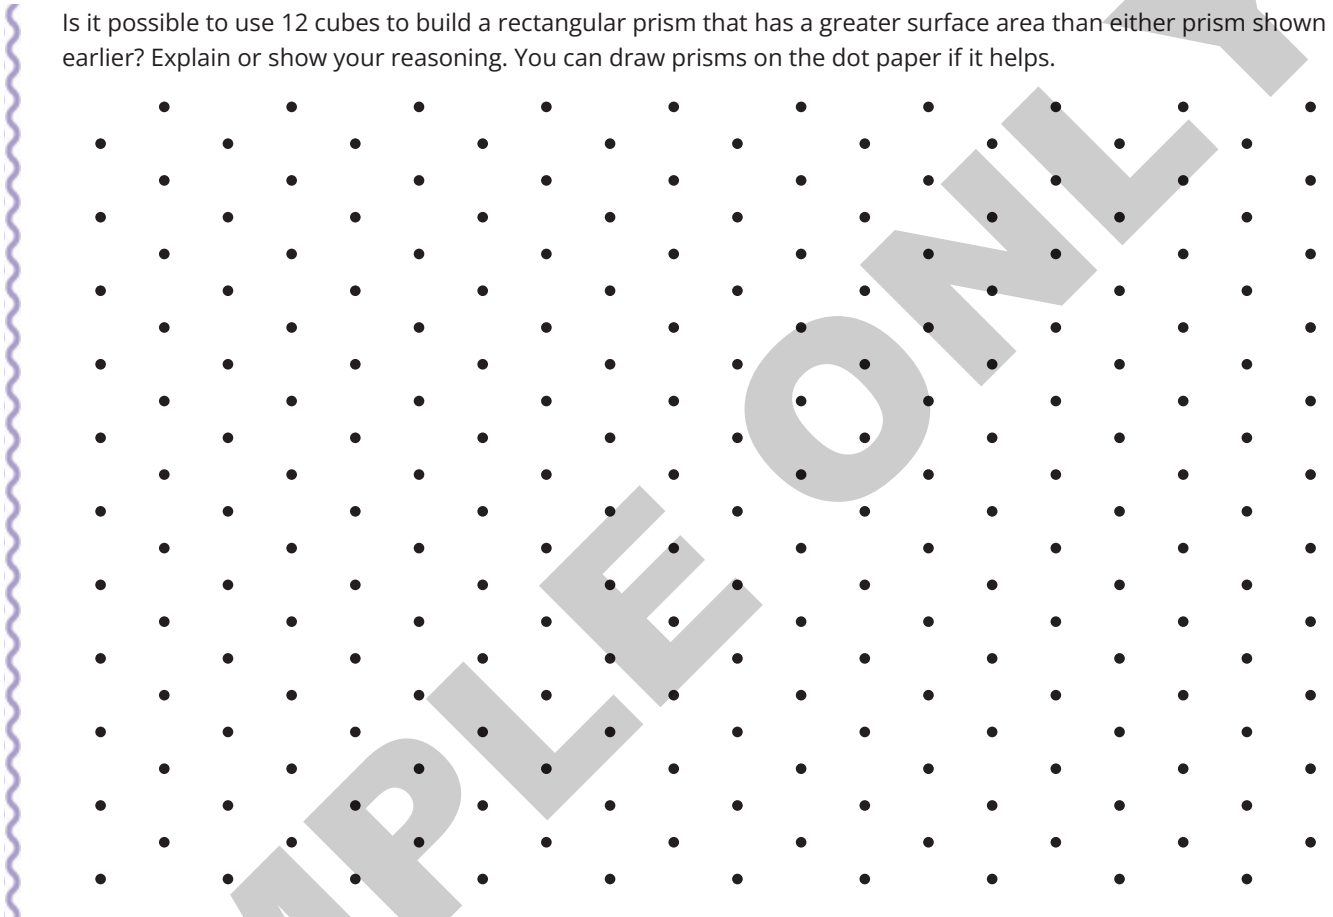 Is it possible to use 12 cubes to build a rectangular prism that has a greater surface area than either prism shown
earlier? Explain or show your reasoning. You can draw prisms on the dot paper if it helps.
MPLE ONLY